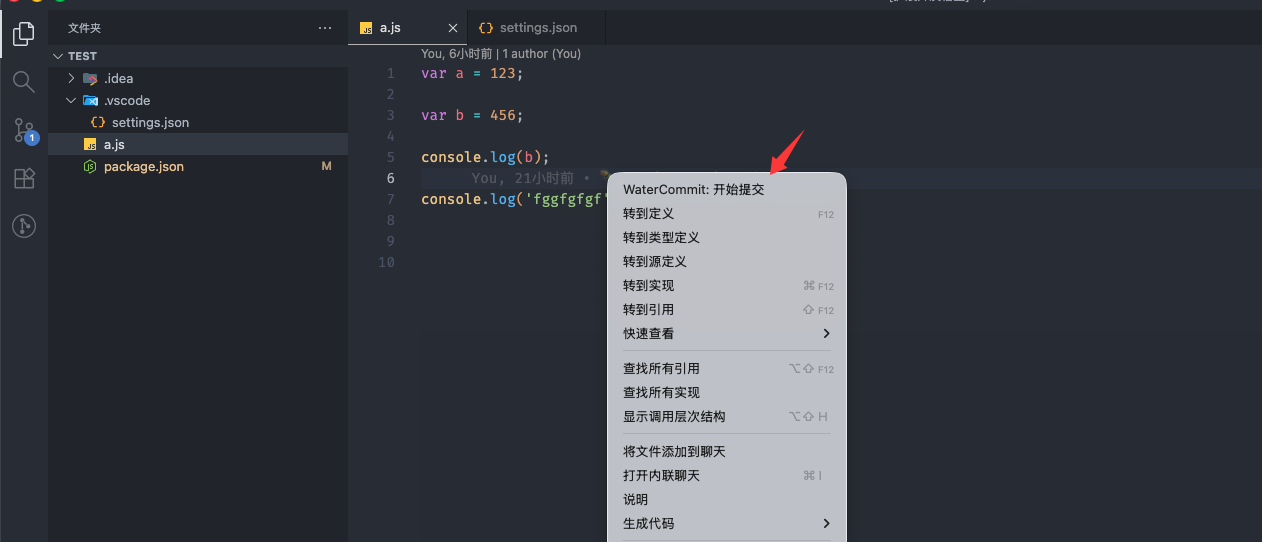 文件夹
···
a.js
settings.json
TEST
.idea
.vscode
settings.json
a.js
package.json M
1
You, 6小时前 | 1 author (You)
1 var a = 123;
2
3 var b = 456;
4
5 console.log(b);
6 You, 21小时前 •
7 console.log('fggfgfgf'
8
9
10
WaterCommit: 开始提交
转到定义 F12
转到类型定义
转到源定义
转到实现 ⌘ F12
转到引用 ⇧ F12
快速查看
查找所有引用 ⌥⇧ F12
查找所有实现
显示调用层次结构 ⌥⇧ H
将文件添加到聊天
打开内联聊天 ⌘ I
说明
生成代码